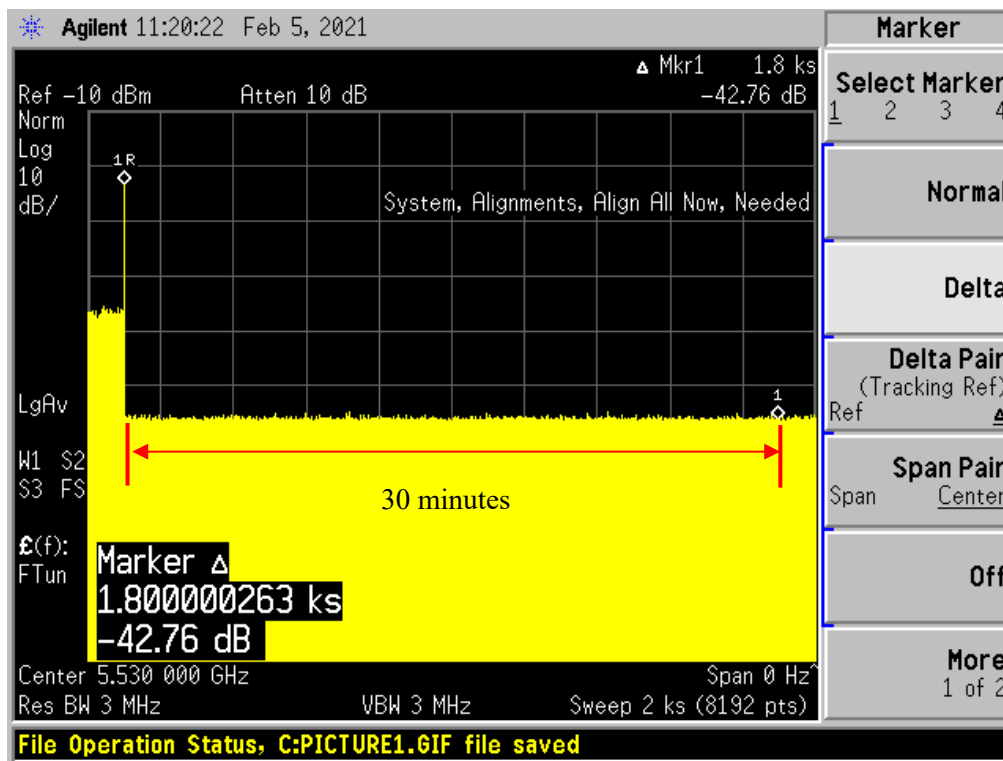 Agilent 11:20:22 Feb 5, 2021
Marker
Δ Mkr1 1.8 ks
Ref -10 dBm Atten 10 dB -42.76 dB
Norm
Log
10
dB/
1R
System, Alignments, Align All Now, Needed
LgAv
1
W1 S2
S3 FS
£(f):
FTun
30 minutes
Marker Δ
1.800000263 ks
-42.76 dB
Center 5.530 000 GHz Span 0 Hz^
Res BW 3 MHz VBW 3 MHz Sweep 2 ks (8192 pts)
File Operation Status, C:PICTURE1.GIF file saved
Select Marker
1 2 3 4
Normal
Delta
Delta Pair
(Tracking Ref)
Ref Δ
Span Pair
Span Center
Off
More
1 of 2